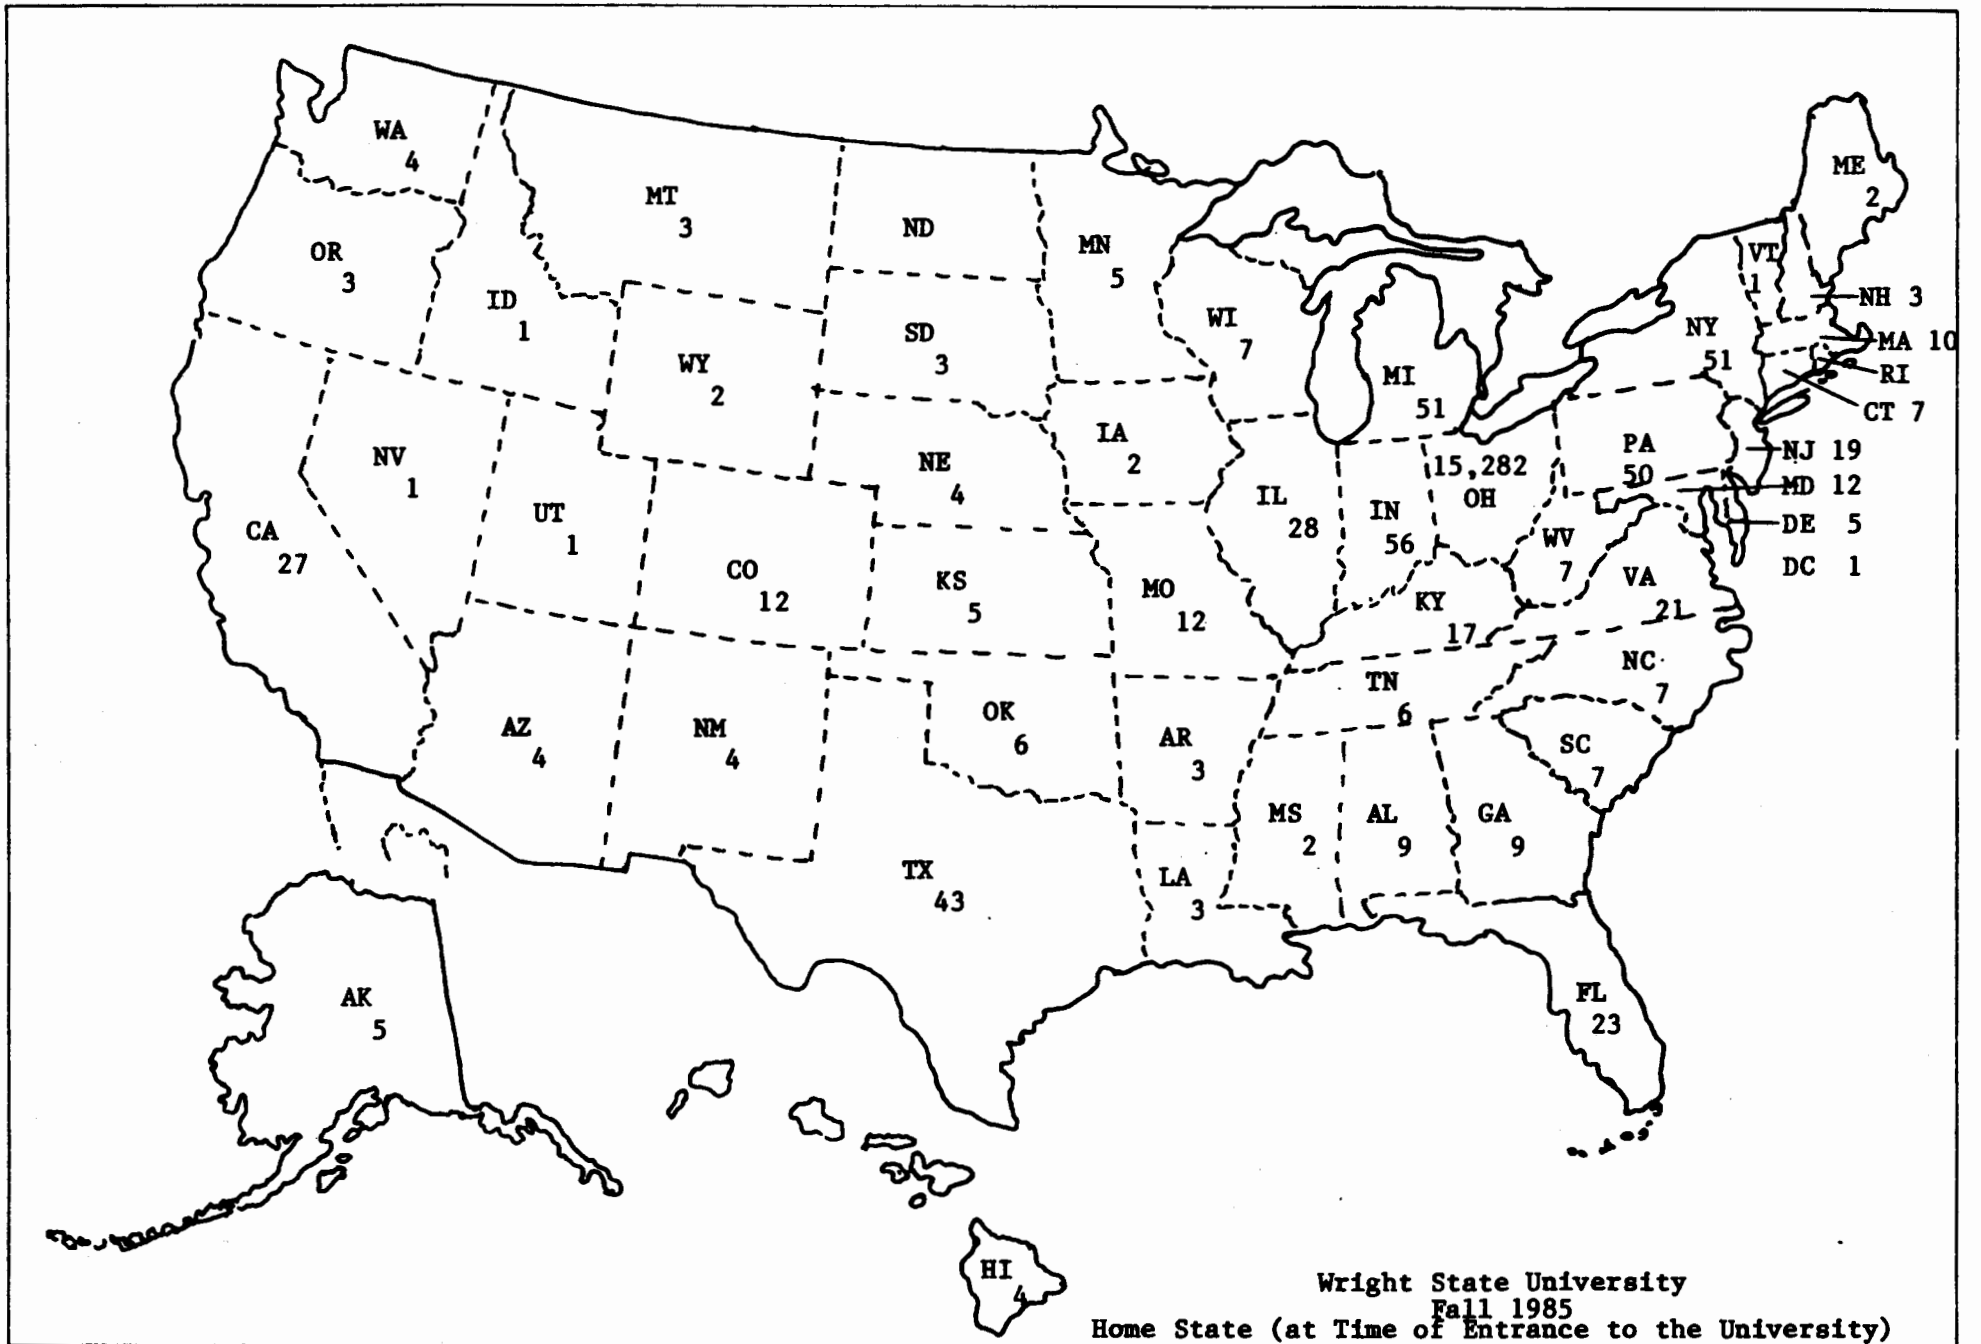 WA
4
OR
3
ID
1
MT
3
ND
MN
5
WI
7
MI
51
ME
2
VT
1
NH 3
MA 10
RI
CT 7
NY
51
NJ 19
MD 12
DE 5
DC 1
PA
50
SD
3
WY
2
NE
4
IA
2
IL
28
IN
56
15,282
OH
WV
7
VA
21
KY
17
NV
1
UT
1
CA
27
CO
12
KS
5
MO
12
TN
6
NC
7
SC
7
AZ
4
NM
4
OK
6
AR
3
MS
2
AL
9
GA
9
TX
43
LA
3
FL
23
AK
5
HI
4
Wright State University
Fall 1985
Home State (at Time of Entrance to the University)